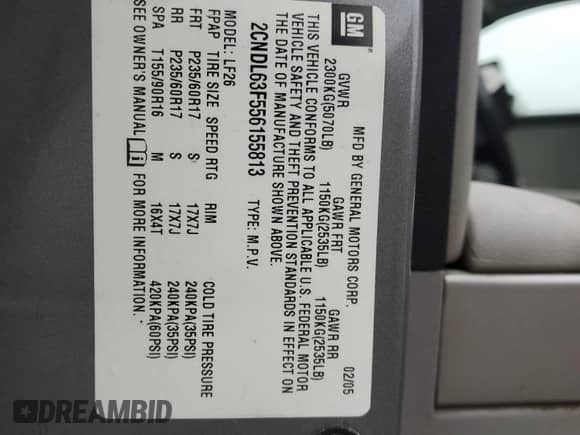 GM
MFD BY GENERAL MOTORS CORP. 02/05
GVWR GAWR FRT GAWR RR
2300KG(5070LB) 1150KG(2535LB) 1150KG(2535LB)
THIS VEHICLE CONFORMS TO ALL APPLICABLE U.S. FEDERAL MOTOR
VEHICLE SAFETY AND THEFT PREVENTION STANDARDS IN EFFECT ON
THE DATE OF MANUFACTURE SHOWN ABOVE.
2CNDL63F556155813 TYPE: M.P.V.
MODEL: LF26
FPAP TIRE SIZE SPEED RTG RIM COLD TIRE PRESSURE
FRT P235/60R17 S 17X7J 240KPA(35PSI)
RR P235/60R17 S 17X7J 240KPA(35PSI)
SPA T155/90R16 M 16X4T 420KPA(60PSI)
SEE OWNER'S MANUAL FOR MORE INFORMATION.
DREAMBID